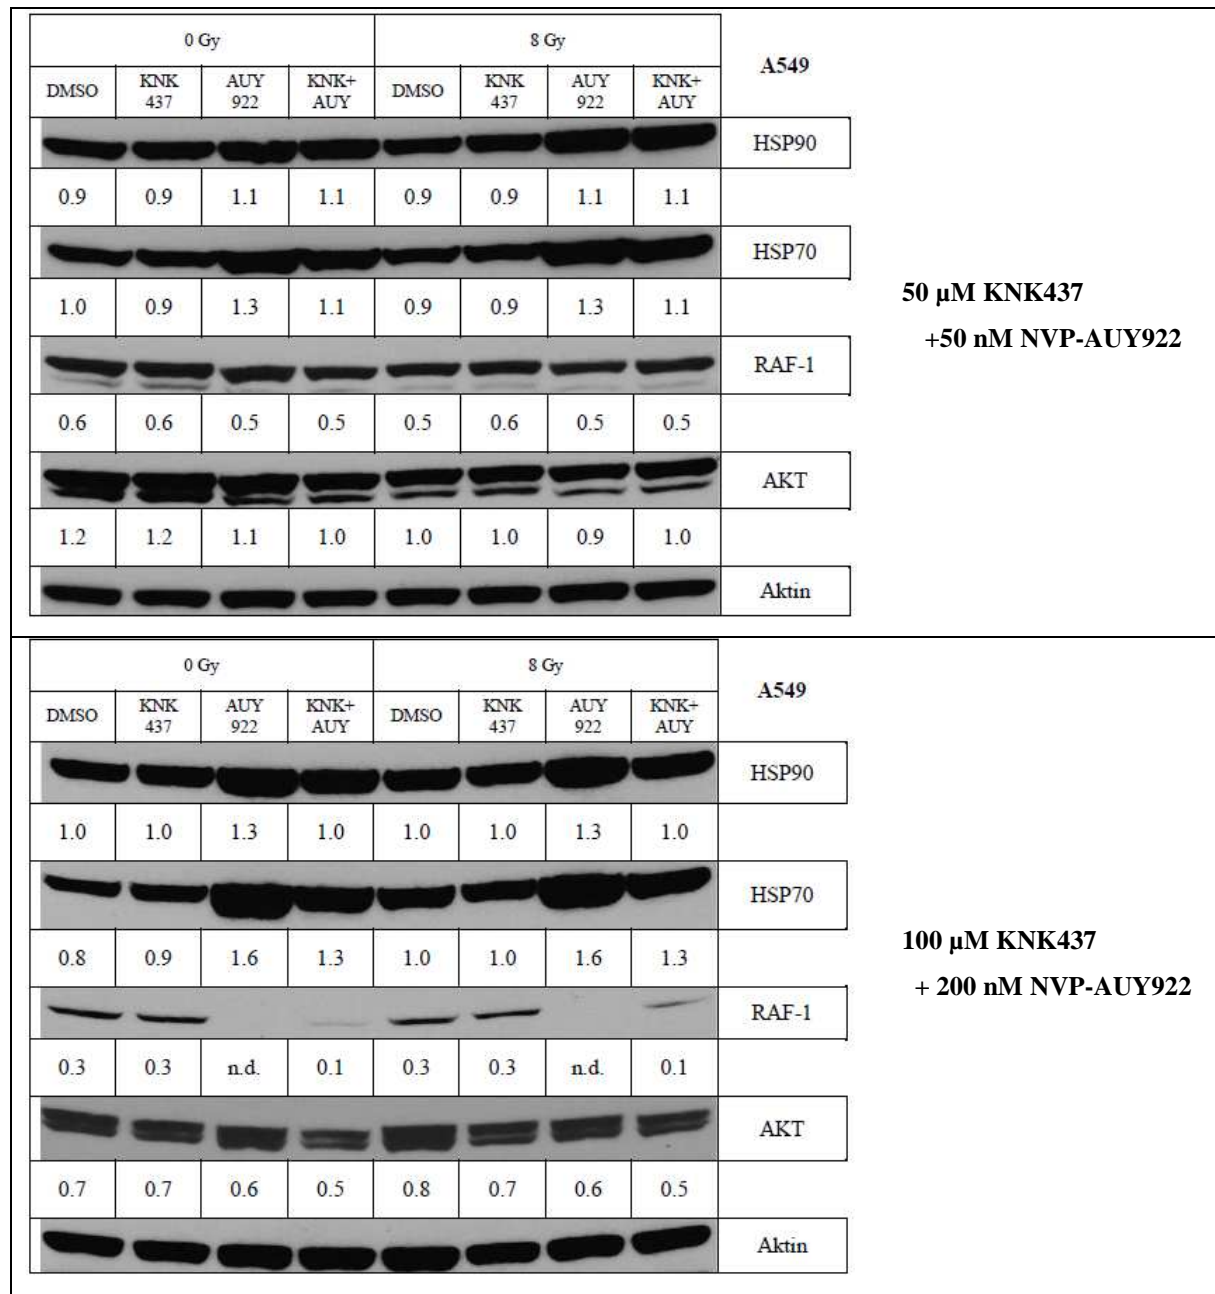 0 Gy 8 Gy A549
DMSO KNK 437 AUY 922 KNK+ AUY DMSO KNK 437 AUY 922 KNK+ AUY
HSP90
0.9 0.9 1.1 1.1 0.9 0.9 1.1 1.1
HSP70
1.0 0.9 1.3 1.1 0.9 0.9 1.3 1.1
50 µM KNK437
+50 nM NVP-AUY922
RAF-1
0.6 0.6 0.5 0.5 0.5 0.6 0.5 0.5
AKT
1.2 1.2 1.1 1.0 1.0 1.0 0.9 1.0
Aktin
0 Gy 8 Gy A549
DMSO KNK 437 AUY 922 KNK+ AUY DMSO KNK 437 AUY 922 KNK+ AUY
HSP90
1.0 1.0 1.3 1.0 1.0 1.0 1.3 1.0
HSP70
0.8 0.9 1.6 1.3 1.0 1.0 1.6 1.3
100 µM KNK437
+ 200 nM NVP-AUY922
RAF-1
0.3 0.3 n.d. 0.1 0.3 0.3 n.d. 0.1
AKT
0.7 0.7 0.6 0.5 0.8 0.7 0.6 0.5
Aktin